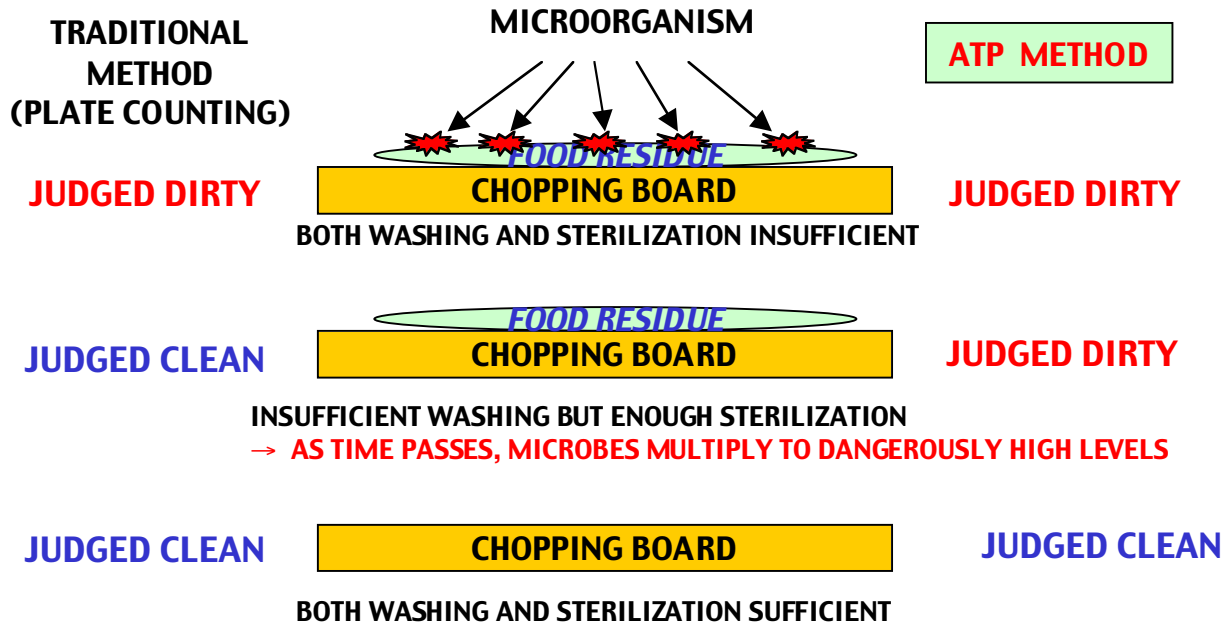 TRADITIONAL
METHOD
(PLATE COUNTING)
MICROORGANISM
ATP METHOD
FOOD RESIDUE
JUDGED DIRTY
CHOPPING BOARD
JUDGED DIRTY
BOTH WASHING AND STERILIZATION INSUFFICIENT
FOOD RESIDUE
JUDGED CLEAN
CHOPPING BOARD
JUDGED DIRTY
INSUFFICIENT WASHING BUT ENOUGH STERILIZATION
→ AS TIME PASSES, MICROBES MULTIPLY TO DANGEROUSLY HIGH LEVELS
JUDGED CLEAN
CHOPPING BOARD
JUDGED CLEAN
BOTH WASHING AND STERILIZATION SUFFICIENT